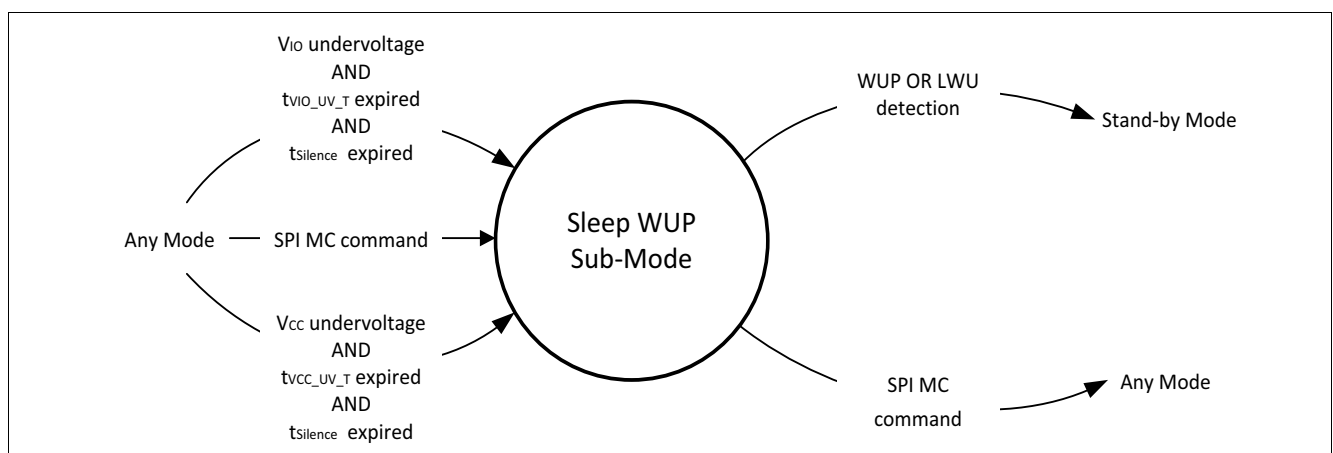 VIO undervoltage
AND
tVIO_UV_T expired
AND
tSilence expired
Any Mode
SPI MC command
VCC undervoltage
AND
tVCC_UV_T expired
AND
tSilence expired
Sleep WUP
Sub-Mode
WUP OR LWU
detection
Stand-by Mode
SPI MC
command
Any Mode